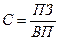 С = ПЗ / ВП